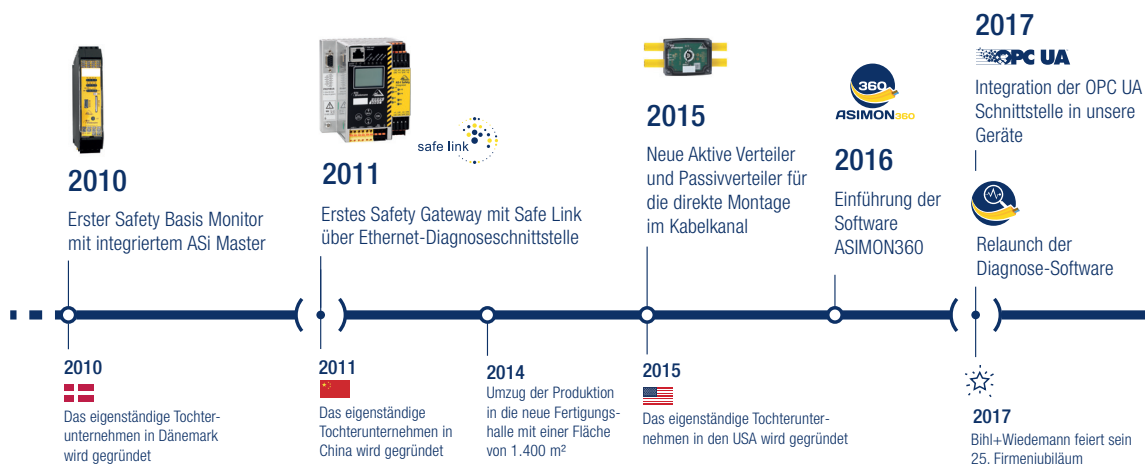 2010
Erster Safety Basis Monitor
mit integriertem ASi Master
safe link
2011
Erstes Safety Gateway mit Safe Link
über Ethernet-Diagnoseschnittstelle
2015
Neue Aktive Verteiler
und Passivverteiler für
die direkte Montage
im Kabelkanal
360
ASIMON360
2016
Einführung der
Software
ASIMON360
2017
OPC UA
Integration der OPC UA
Schnittstelle in unsere
Geräte
Relaunch der
Diagnose-Software
2010
Das eigenständige Tochter-
unternehmen in Dänemark
wird gegründet
2011
Das eigenständige
Tochterunternehmen in
China wird gegründet
2014
Umzug der Produktion
in die neue Fertigungs-
halle mit einer Fläche
von 1.400 m²
2015
Das eigenständige Tochterunter-
nehmen in den USA wird gegründet
2017
Bihl+Wiedemann feiert sein
25. Firmenjubiläum